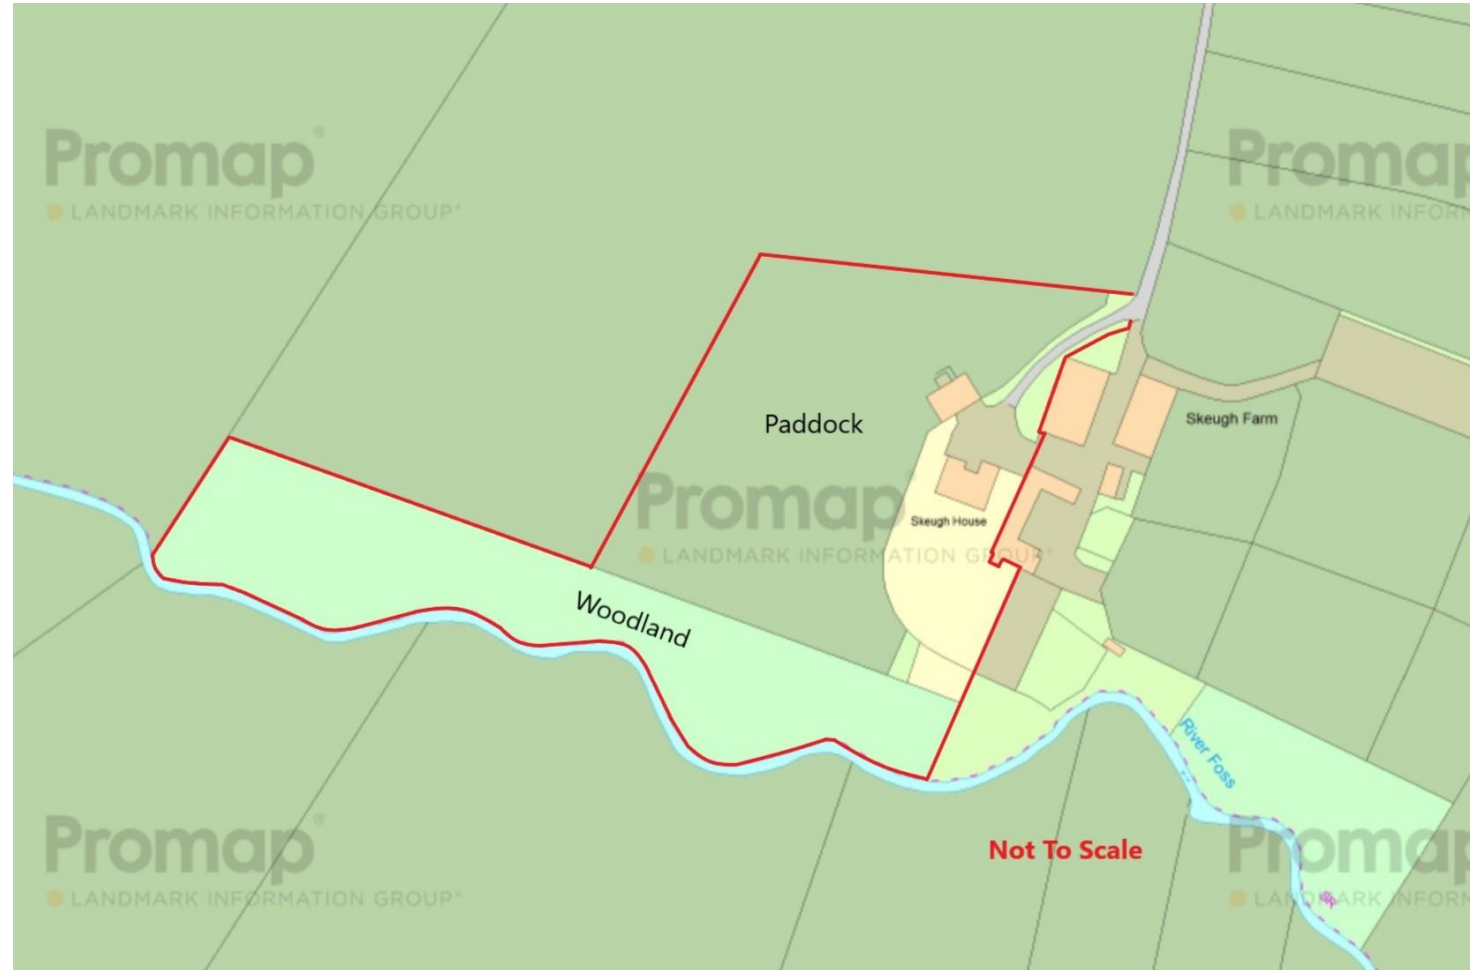 Promap®
LANDMARK INFORMATION GROUP®
Promap
LANDMARK INFORM
Paddock
Skeugh Farm
Promap®
LANDMARK INFORMATION GROUP®
Skeugh House
Woodland
River Foss
Not To Scale
Promap®
LANDMARK INFORMATION GROUP®
Promap
LANDMARK INFORM